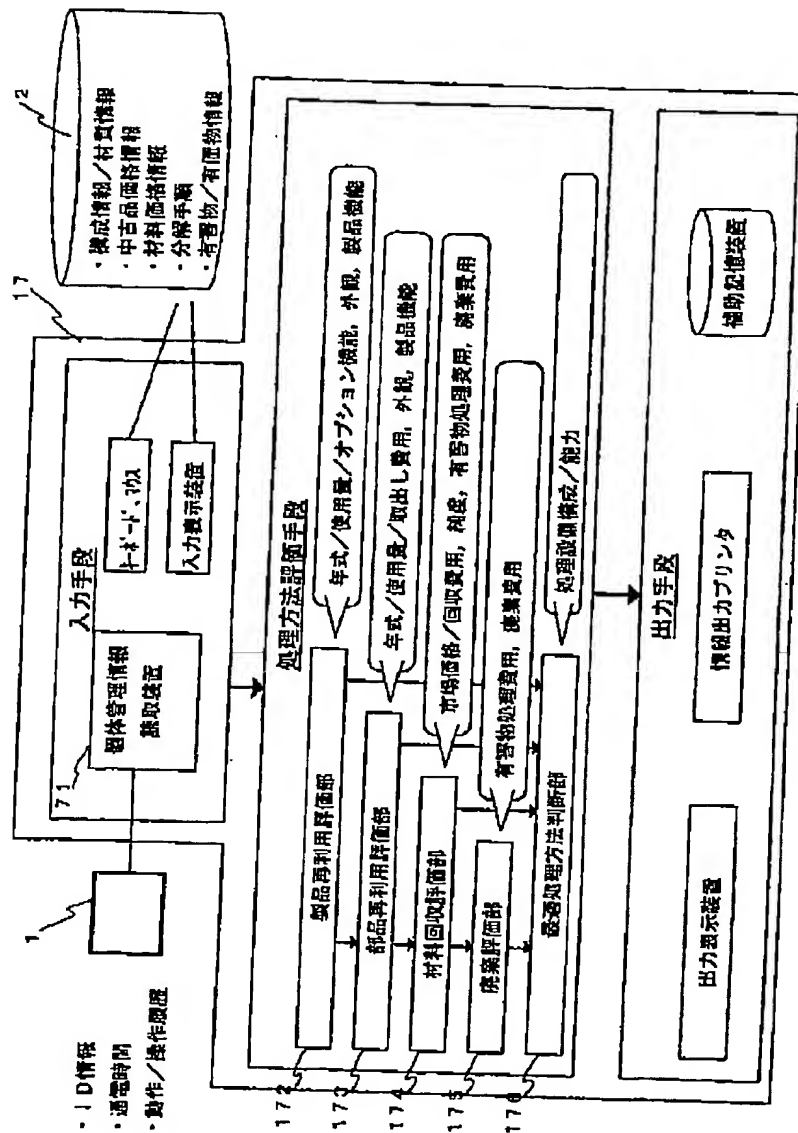 17
2
・構成情報/材質情報
・中古品価格情報
・材料価格情報
・分解手順
・有害物/有価物情報
1
・ID情報
・通電時間
・動作/操作履歴
71
入力手段
個体管理情報
読取装置
キーボード、マウス
入力表示装置
処理方法評価手段
172
製品再利用評価部
年式/使用量/オプション機能, 外観, 製品機能
173
部品再利用評価部
年式/使用量/取出し費用, 外観, 製品機能
174
材料回収評価部
市場価格/回収費用, 純度, 有害物処理費用, 廃棄費用
175
廃棄評価部
有害物処理費用, 廃棄費用
176
最適処理方法判断部
処理設備構成/能力
出力手段
出力表示装置
情報出力プリンタ
補助記憶装置